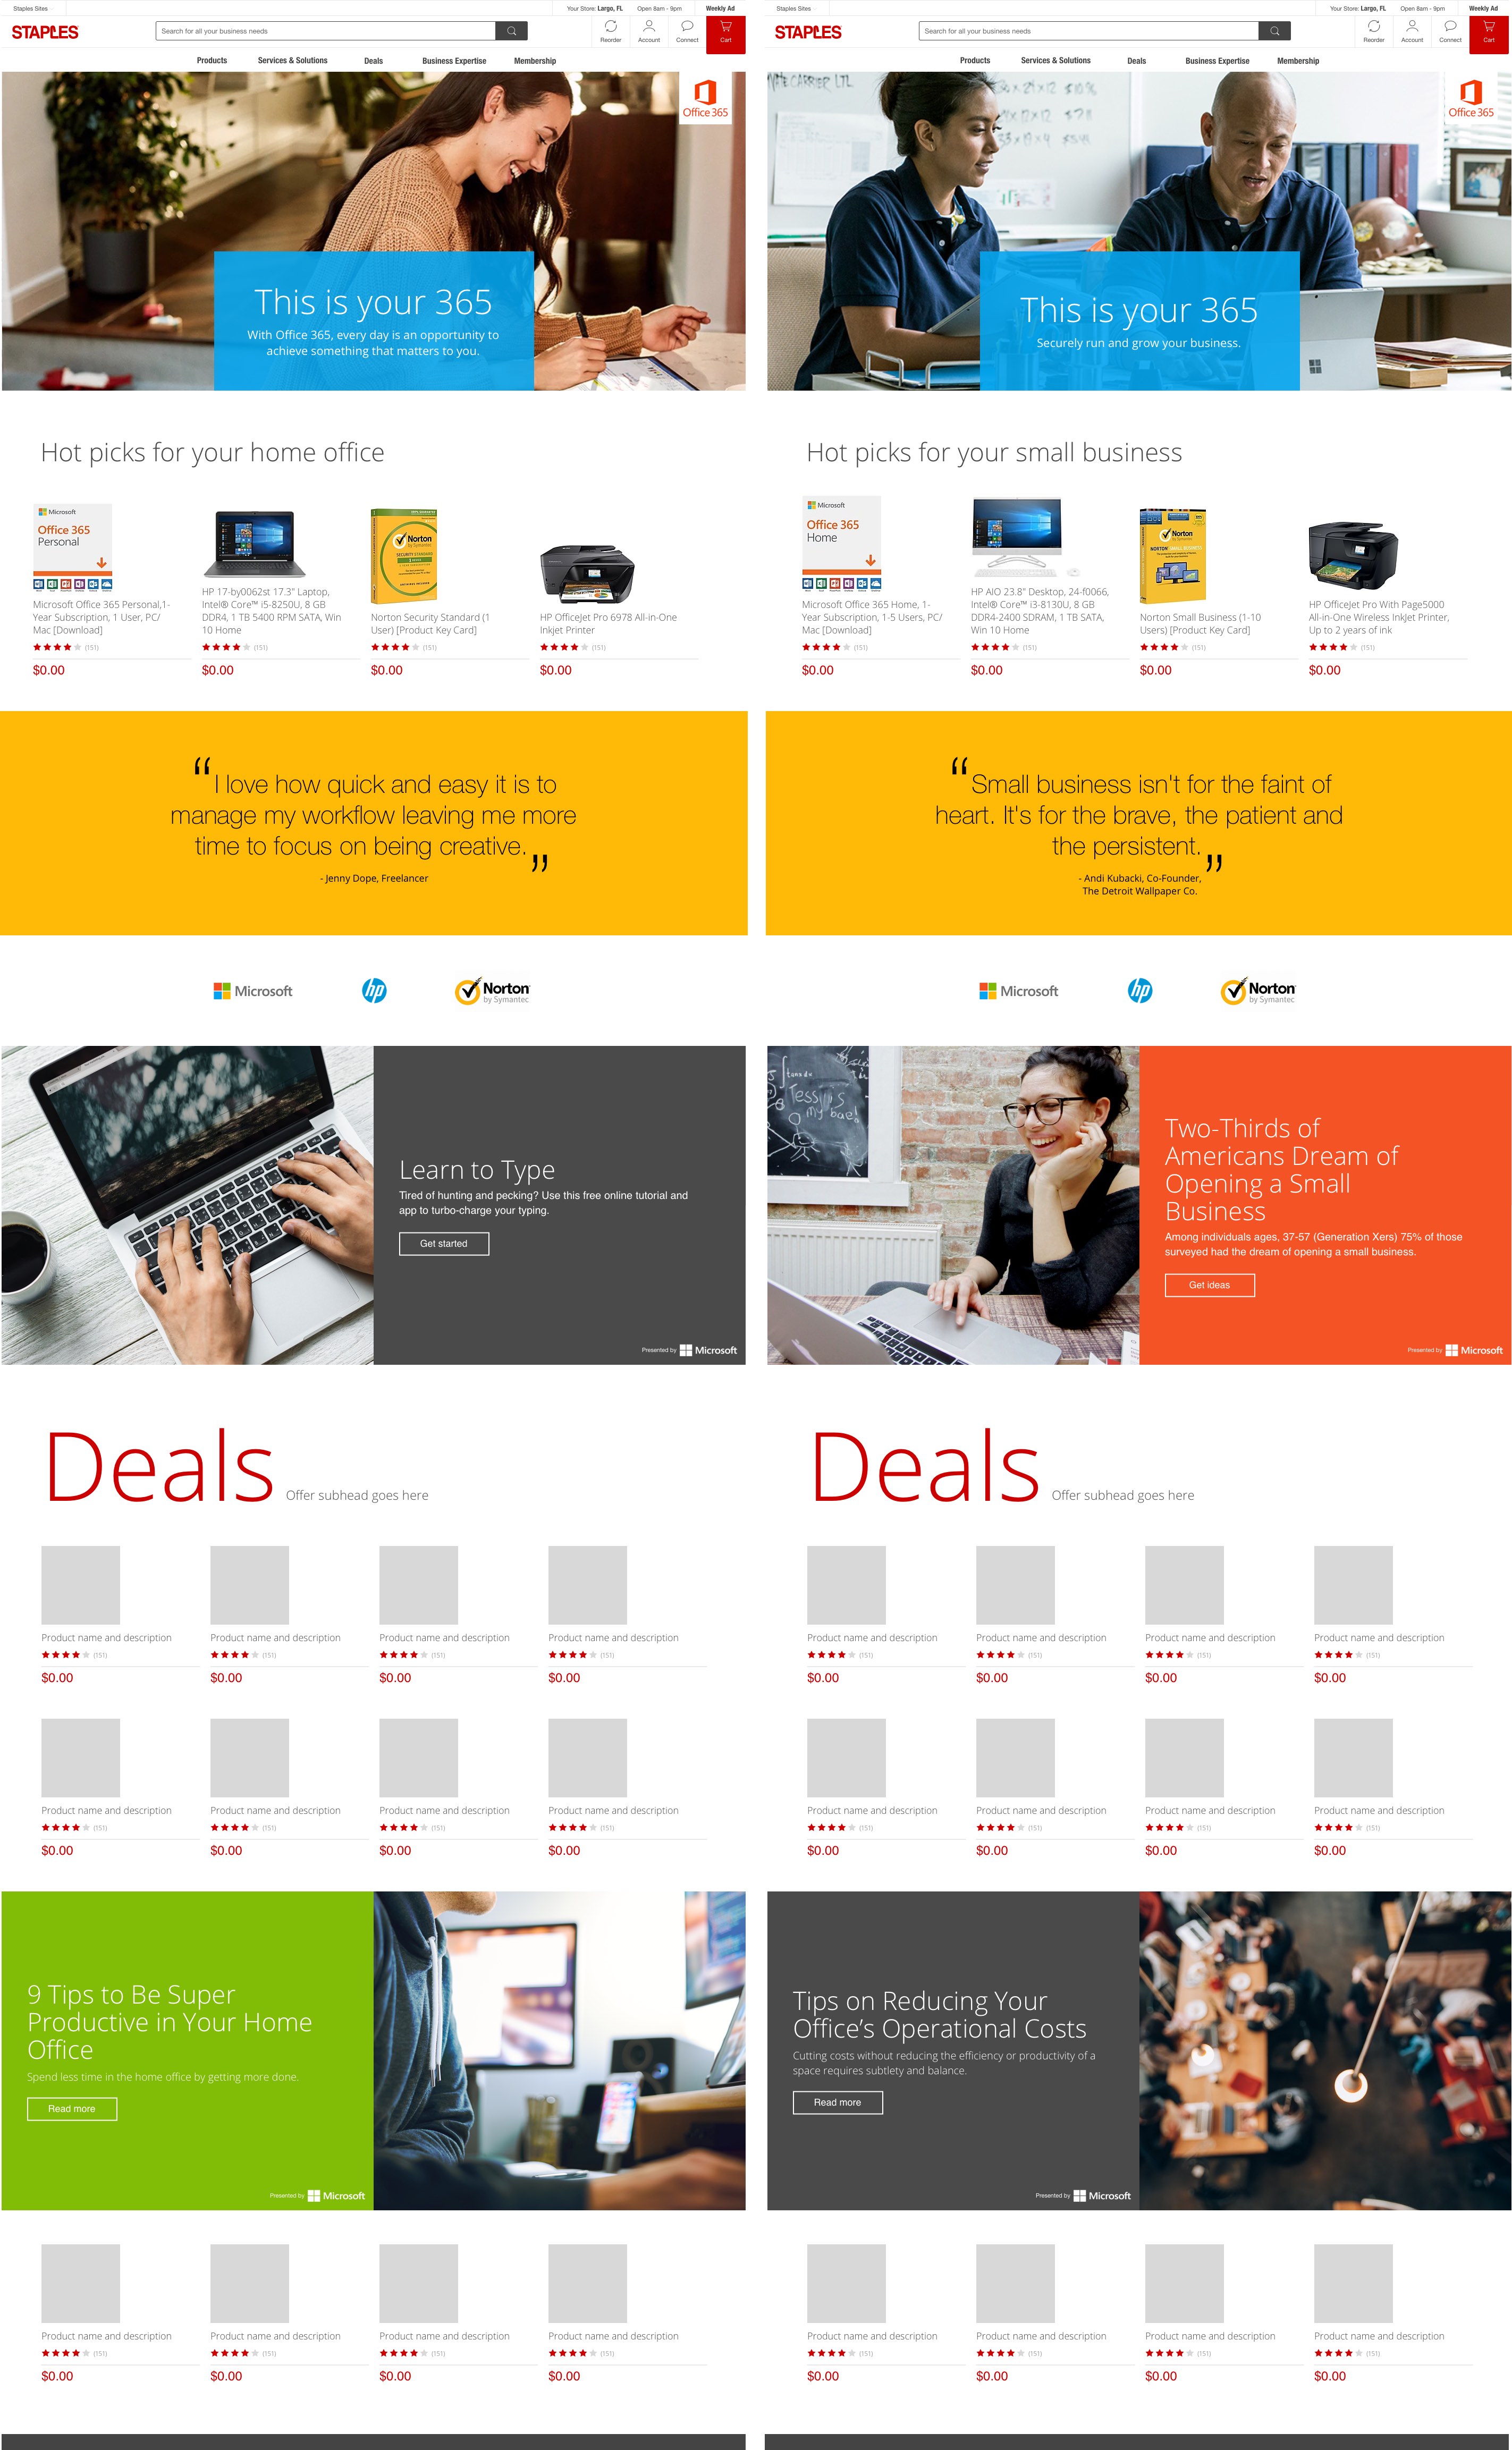 Staples Sites
Your Store: Largo, FL Open 8am - 9pm Weekly Ad
STAPLES
Search for all your business needs
Reorder Account Connect Cart
Products Services & Solutions Deals Business Expertise Membership
Office 365
This is your 365
With Office 365, every day is an opportunity to
achieve something that matters to you.
Hot picks for your home office
Microsoft
Office 365
Personal
Microsoft Office 365 Personal,1-
Year Subscription, 1 User, PC/
Mac [Download]
(151)
$0.00
HP 17-by0062st 17.3" Laptop,
Intel® Core™ i5-8250U, 8 GB
DDR4, 1 TB 5400 RPM SATA, Win
10 Home
(151)
$0.00
Norton
by Symantec
SECURITY STANDARD
Norton Security Standard (1
User) [Product Key Card]
(151)
$0.00
HP OfficeJet Pro 6978 All-in-One
Inkjet Printer
(151)
$0.00
“I love how quick and easy it is to
manage my workflow leaving me more
time to focus on being creative.”
- Jenny Dope, Freelancer
Microsoft hp Norton
by Symantec
Learn to Type
Tired of hunting and pecking? Use this free online tutorial and
app to turbo-charge your typing.
Get started
Presented by Microsoft
Deals Offer subhead goes here
Product name and description Product name and description Product name and description Product name and description
(151) (151) (151) (151)
$0.00 $0.00 $0.00 $0.00
Product name and description Product name and description Product name and description Product name and description
(151) (151) (151) (151)
$0.00 $0.00 $0.00 $0.00
9 Tips to Be Super
Productive in Your Home
Office
Spend less time in the home office by getting more done.
Read more
Presented by Microsoft
Product name and description Product name and description Product name and description Product name and description
(151) (151) (151) (151)
$0.00 $0.00 $0.00 $0.00
Staples Sites
Your Store: Largo, FL Open 8am - 9pm Weekly Ad
STAPLES
Search for all your business needs
Reorder Account Connect Cart
Products Services & Solutions Deals Business Expertise Membership
Office 365
This is your 365
Securely run and grow your business.
Hot picks for your small business
Microsoft
Office 365
Home
Microsoft Office 365 Home, 1-
Year Subscription, 1-5 Users, PC/
Mac [Download]
(151)
$0.00
HP AIO 23.8" Desktop, 24-f0066,
Intel® Core™ i3-8130U, 8 GB
DDR4-2400 SDRAM, 1 TB SATA,
Win 10 Home
(151)
$0.00
Norton
by Symantec
NORTON SMALL BUSINESS
Norton Small Business (1-10
Users) [Product Key Card]
(151)
$0.00
HP OfficeJet Pro With Page5000
All-in-One Wireless InkJet Printer,
Up to 2 years of ink
(151)
$0.00
“Small business isn't for the faint of
heart. It's for the brave, the patient and
the persistent.”
- Andi Kubacki, Co-Founder,
The Detroit Wallpaper Co.
Microsoft hp Norton
by Symantec
Two-Thirds of
Americans Dream of
Opening a Small
Business
Among individuals ages, 37-57 (Generation Xers) 75% of those
surveyed had the dream of opening a small business.
Get ideas
Presented by Microsoft
Deals Offer subhead goes here
Product name and description Product name and description Product name and description Product name and description
(151) (151) (151) (151)
$0.00 $0.00 $0.00 $0.00
Product name and description Product name and description Product name and description Product name and description
(151) (151) (151) (151)
$0.00 $0.00 $0.00 $0.00
Tips on Reducing Your
Office’s Operational Costs
Cutting costs without reducing the efficiency or productivity of a
space requires subtlety and balance.
Read more
Presented by Microsoft
Product name and description Product name and description Product name and description Product name and description
(151) (151) (151) (151)
$0.00 $0.00 $0.00 $0.00